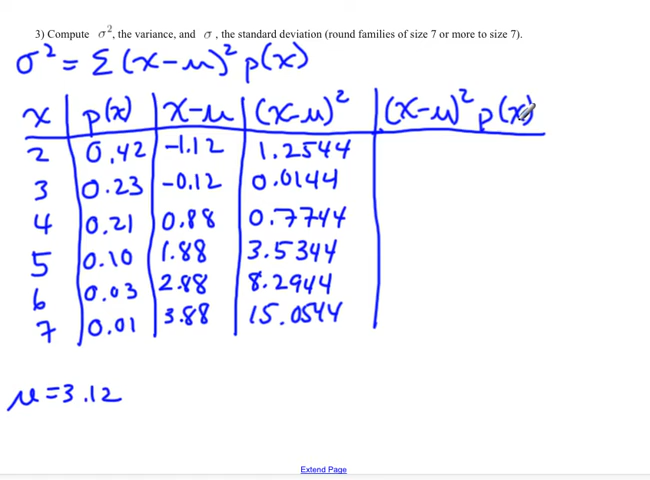 3) Compute σ², the variance, and σ, the standard deviation (round families of size 7 or more to size 7).
σ² = Σ(x-μ)² p(x)
x p(x) x-μ (x-μ)² (x-μ)² p(x)
2 0.42 -1.12 1.2544
3 0.23 -0.12 0.0144
4 0.21 0.88 0.7744
5 0.10 1.88 3.5344
6 0.03 2.88 8.2944
7 0.01 3.88 15.0544
μ = 3.12
Extend Page